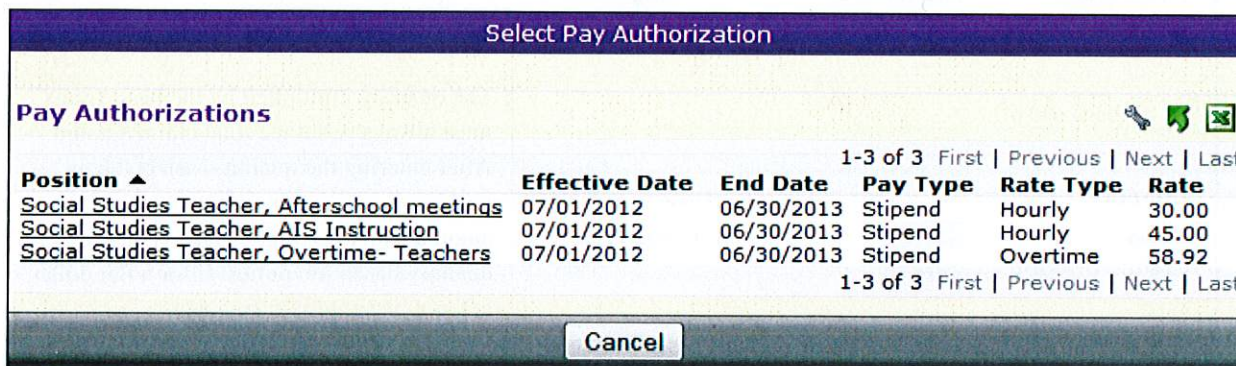 Select Pay Authorization
Pay Authorizations
1-3 of 3 First | Previous | Next | Last
Position ▲ Effective Date End Date Pay Type Rate Type Rate
Social Studies Teacher, Afterschool meetings 07/01/2012 06/30/2013 Stipend Hourly 30.00
Social Studies Teacher, AIS Instruction 07/01/2012 06/30/2013 Stipend Hourly 45.00
Social Studies Teacher, Overtime- Teachers 07/01/2012 06/30/2013 Stipend Overtime 58.92
1-3 of 3 First | Previous | Next | Last
Cancel